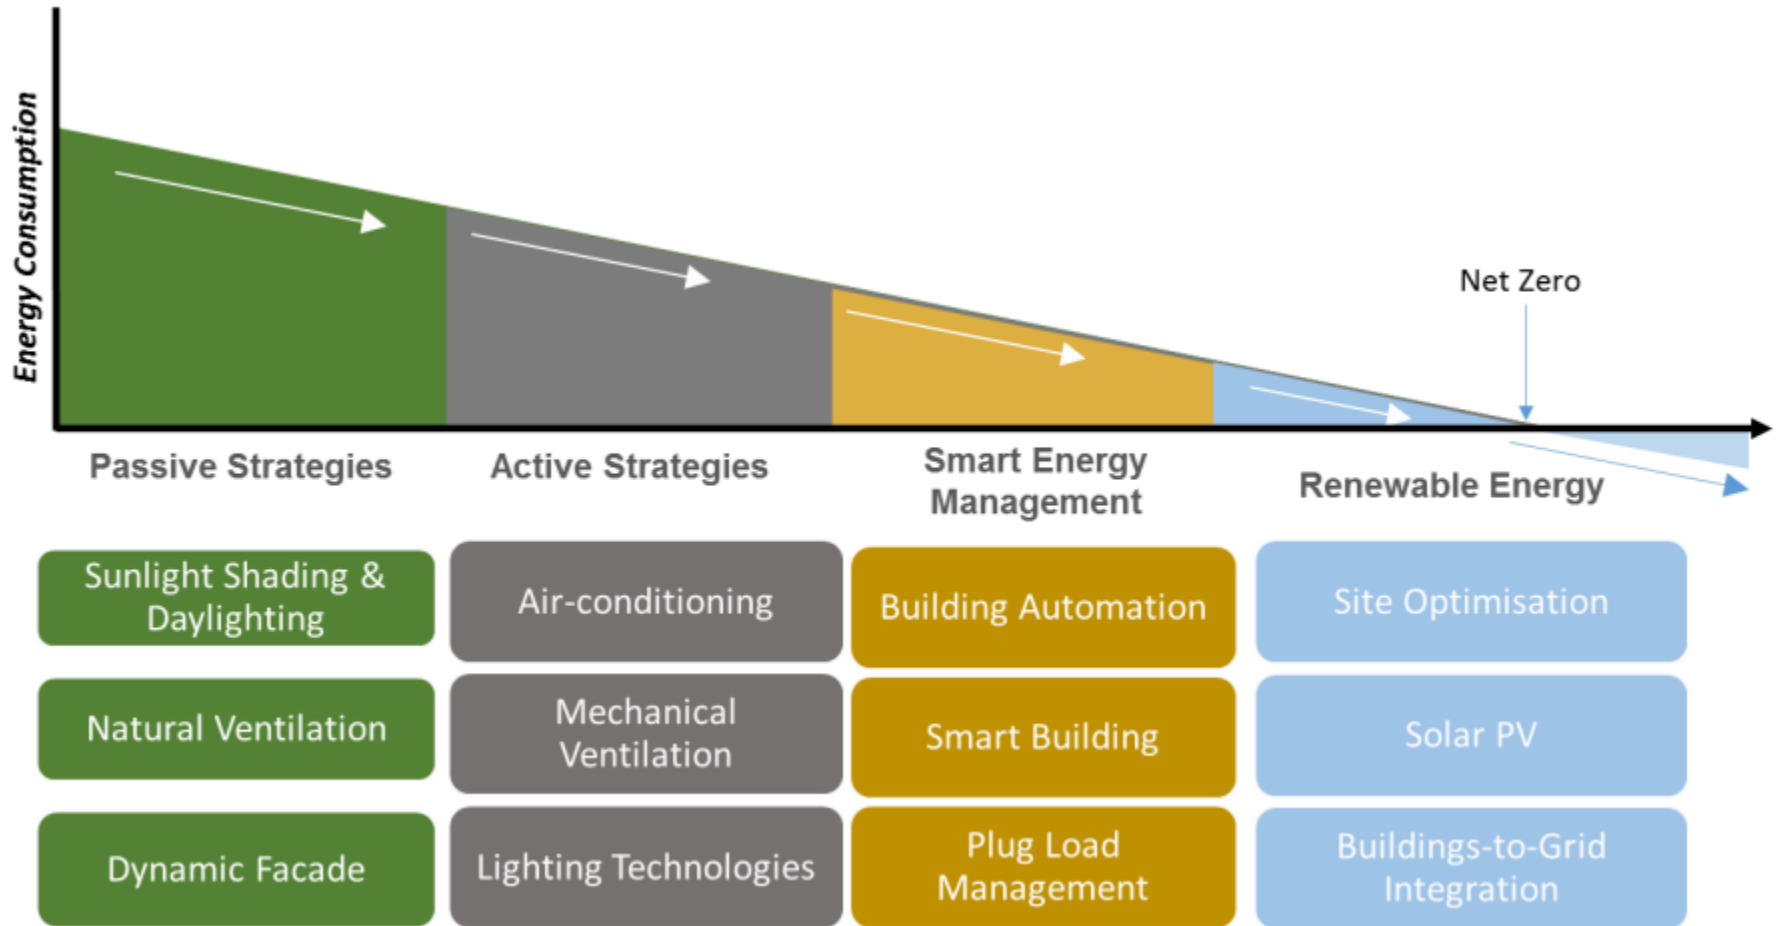 Energy Consumption
Net Zero
Passive Strategies
Active Strategies
Smart Energy
Management
Renewable Energy
Sunlight Shading &
Daylighting
Air-conditioning
Building Automation
Site Optimisation
Natural Ventilation
Mechanical
Ventilation
Smart Building
Solar PV
Dynamic Facade
Lighting Technologies
Plug Load
Management
Buildings-to-Grid
Integration